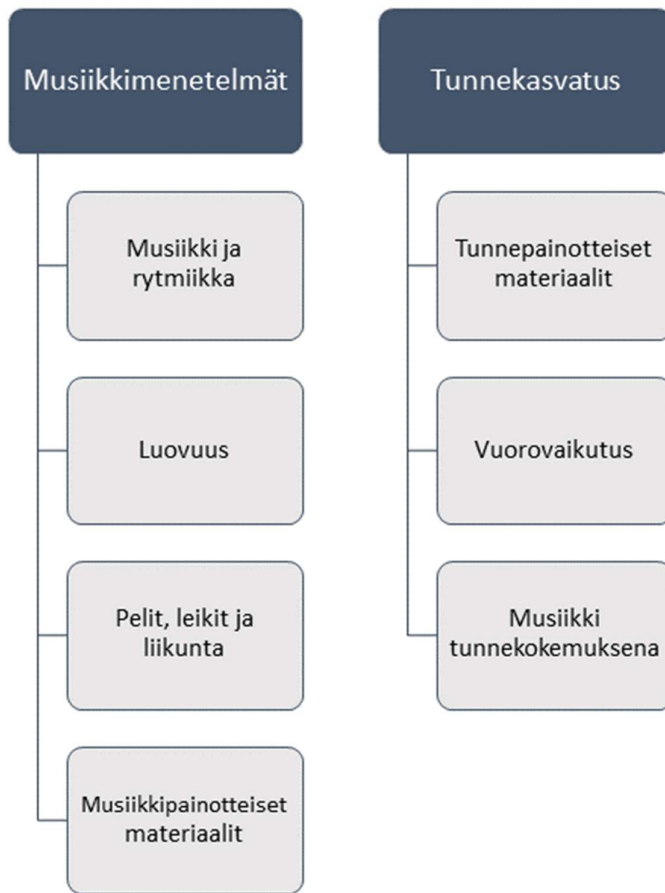 Musiikkimenetelmät
Musiikki ja
rytmiikka
Luovuus
Pelit, leikit ja
liikunta
Musiikkipainotteiset
materiaalit
Tunnekasvatus
Tunnepainotteiset
materiaalit
Vuorovaikutus
Musiikki
tunnekokemuksena